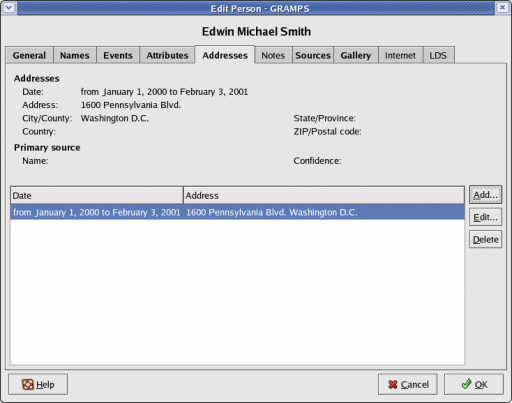 Edit Person - GRAMPS
Edwin Michael Smith
General Names Events Attributes Addresses Notes Sources Gallery Internet LDS
Addresses
Date: from January 1, 2000 to February 3, 2001
Address: 1600 Pennsylvania Blvd.
City/County: Washington D.C. State/Province:
Country: ZIP/Postal code:
Primary source
Name: Confidence:
Date Address
from January 1, 2000 to February 3, 2001 1600 Pennsylvania Blvd. Washington D.C.
Add...
Edit...
Delete
Help Cancel OK